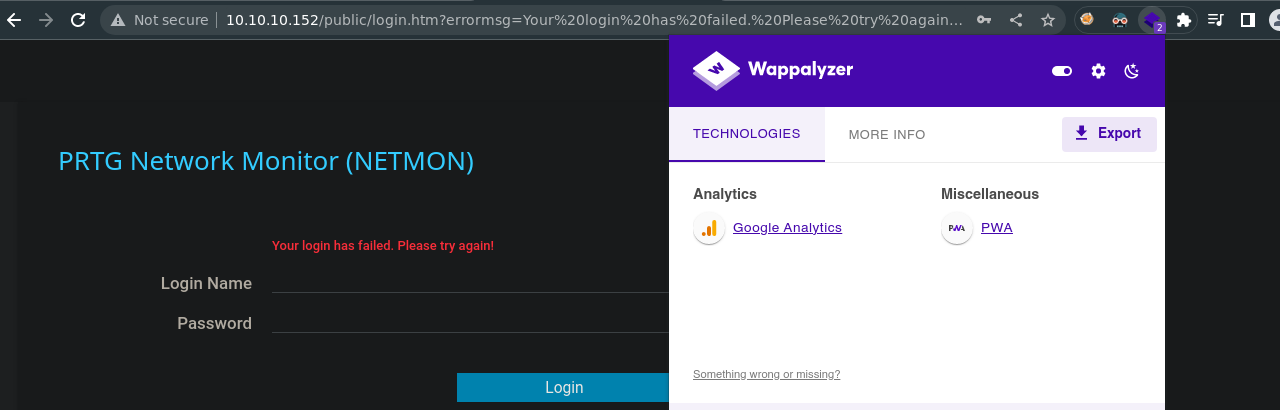 Not secure 10.10.10.152/public/login.htm?errormsg=Your%20login%20has%20failed.%20Please%20try%20again...
2
W Wappalyzer
TECHNOLOGIES MORE INFO Export
PRTG Network Monitor (NETMON)
Analytics Miscellaneous
Google Analytics PWA PWA
Your login has failed. Please try again!
Login Name
Password
Something wrong or missing?
Login